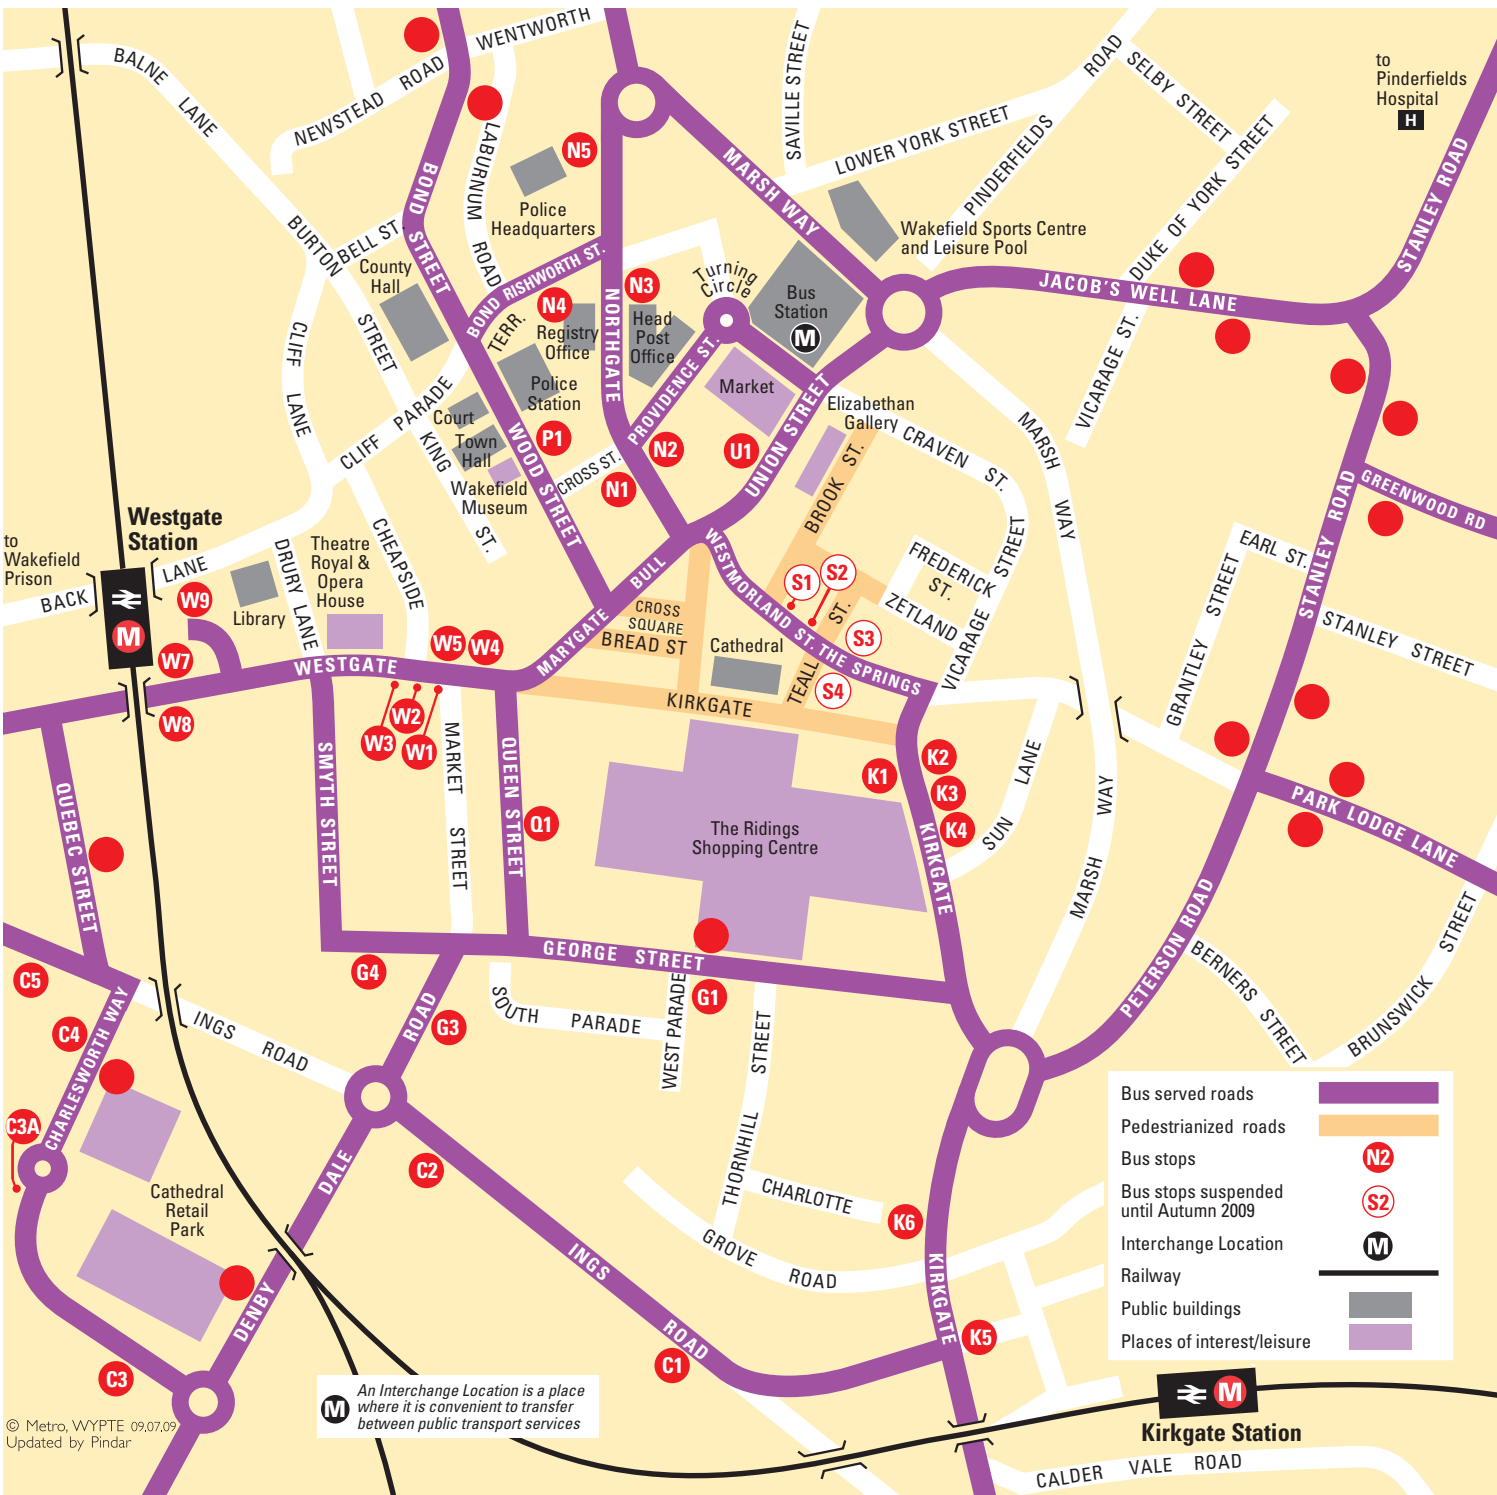 WENTWORTH
NEWSTEAD ROAD
BALNE
LANE
SAVILLE STREET
ROAD
SELBY STREET
to
Pinderfields
Hospital
H
LOWER YORK STREET
PINDERFIELDS
DUKE OF YORK STREET
STANLEY ROAD
LABURNUM
ROAD
BOND
STREET
N5
Police
Headquarters
MARSH WAY
Wakefield Sports Centre
and Leisure Pool
BURTON
STREET
BELL ST.
County
Hall
BOND
RISHWORTH ST.
TERR.
N4
Registry
Office
N3
Head
Post
Office
NORTHGATE
Turning
Circle
Bus
Station
M
JACOB'S WELL LANE
VICARAGE ST.
CLIFF
LANE
CLIFF PARADE
Court
Town
Hall
Wakefield
Museum
KING
ST.
Police
Station
P1
WOOD STREET
CROSS ST.
N1
N2
PROVIDENCE ST.
Market
U1
UNION STREET
Elizabethan
Gallery
BROOK ST.
CRAVEN ST.
MARSH
WAY
GREENWOOD RD
STANLEY ROAD
EARL ST.
STANLEY STREET
GRANTLEY STREET
FREDERICK
ST.
ZETLAND
VICARAGE STREET
to
Wakefield
Prison
Westgate
Station
M
BACK
LANE
W9
W7
W8
Library
DRURY LANE
Theatre
Royal &
Opera
House
CHEAPSIDE
W5
W4
WESTGATE
W3
W2
W1
MARYGATE
BULL
CROSS
SQUARE
BREAD ST
WESTMORLAND ST.
THE SPRINGS
S1
S2
S3
S4
TEALL
ST.
Cathedral
KIRKGATE
QUEBEC STREET
SMYTH STREET
MARKET
STREET
QUEEN STREET
Q1
The Ridings
Shopping Centre
K1
K2
K3
K4
KIRKGATE
SUN LANE
MARSH
WAY
PARK LODGE LANE
PETERSON ROAD
BERNERS
STREET
BRUNSWICK
STREET
GEORGE STREET
G4
G3
G1
C5
C4
C3A
CHARLESWORTH WAY
INGS
ROAD
ROAD
SOUTH
PARADE
WEST PARADE
THORNHILL
STREET
CHARLOTTE
GROVE
ROAD
K6
Cathedral
Retail
Park
DALE
DENBY
C2
INGS
ROAD
C1
C3
KIRKGATE
K5
Bus served roads
Pedestrianized roads
Bus stops
N2
Bus stops suspended
until Autumn 2009
S2
Interchange Location
M
Railway
Public buildings
Places of interest/leisure
M
An Interchange Location is a place
where it is convenient to transfer
between public transport services
M
Kirkgate Station
CALDER VALE ROAD
© Metro, WYPTE 09.07.09
Updated by Pindar